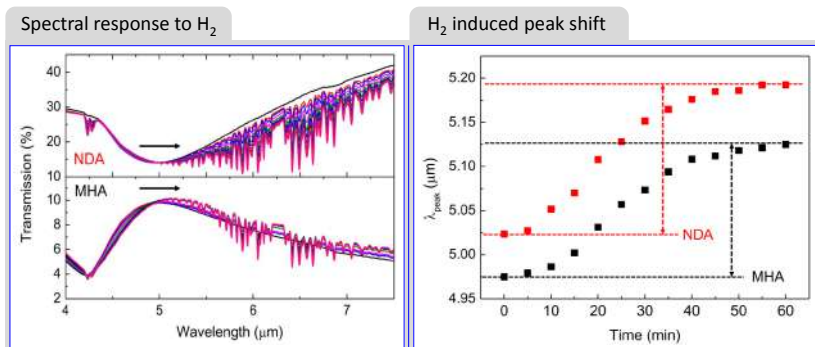 Spectral response to H₂
H₂ induced peak shift
Transmission (%)
40
30
20
10
NDA
12
10
8
6
4
2
MHA
4
5
6
7
Wavelength (μm)
λpeak (μm)
5.20
5.15
5.10
5.05
5.00
4.95
NDA
MHA
0
10
20
30
40
50
60
Time (min)